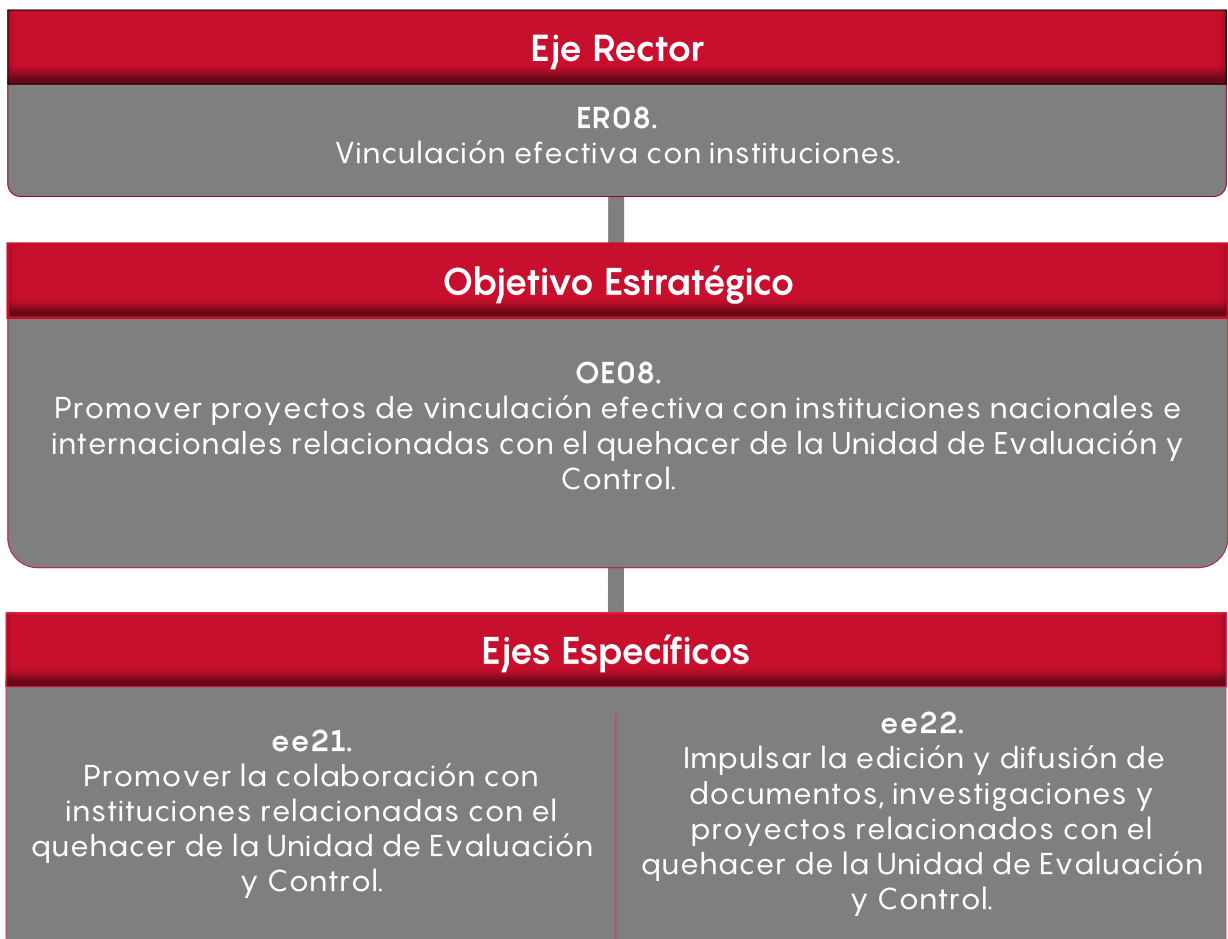 Eje Rector
ER08.
Vinculación efectiva con instituciones.
Objetivo Estratégico
OE08.
Promover proyectos de vinculación efectiva con instituciones nacionales e
internacionales relacionadas con el quehacer de la Unidad de Evaluación y
Control.
Ejes Específicos
ee21.
Promover la colaboración con
instituciones relacionadas con el
quehacer de la Unidad de Evaluación
y Control.
ee22.
Impulsar la edición y difusión de
documentos, investigaciones y
proyectos relacionados con el
quehacer de la Unidad de Evaluación
y Control.